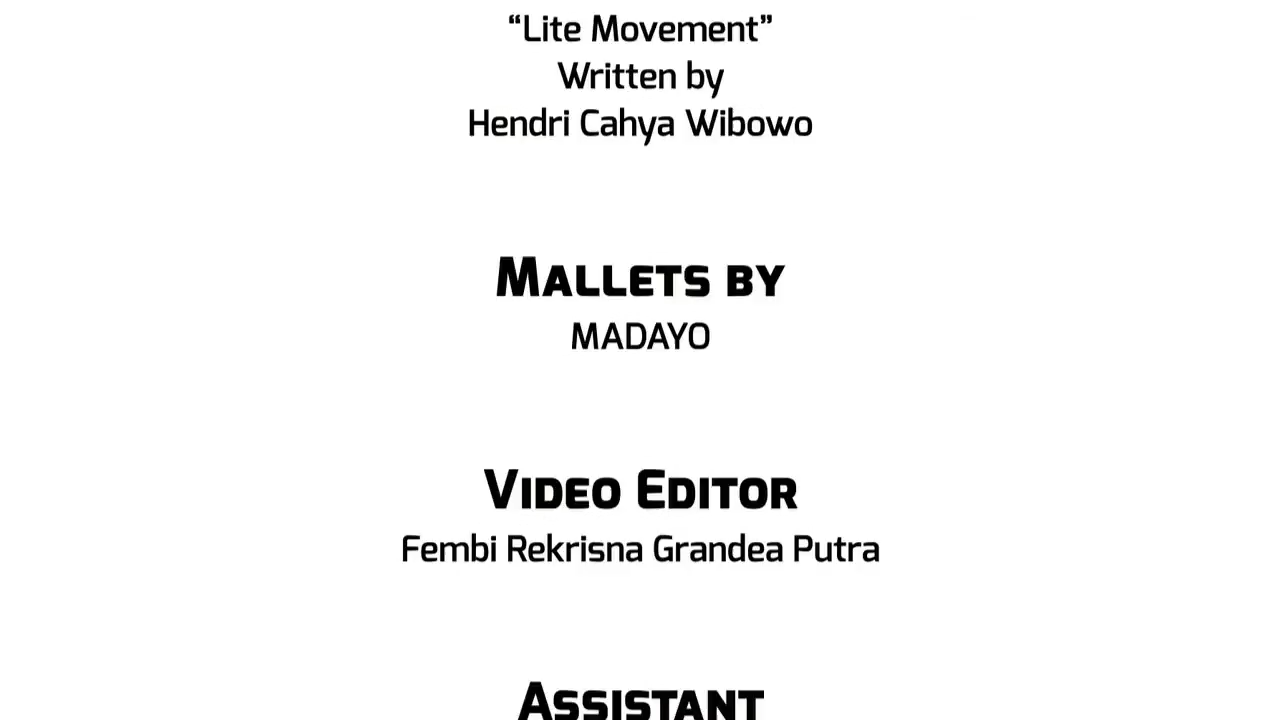 “Lite Movement”
Written by
Hendri Cahya Wibowo
Mallets by
MADAYO
Video Editor
Fembi Rekrisna Grandea Putra
Assistant